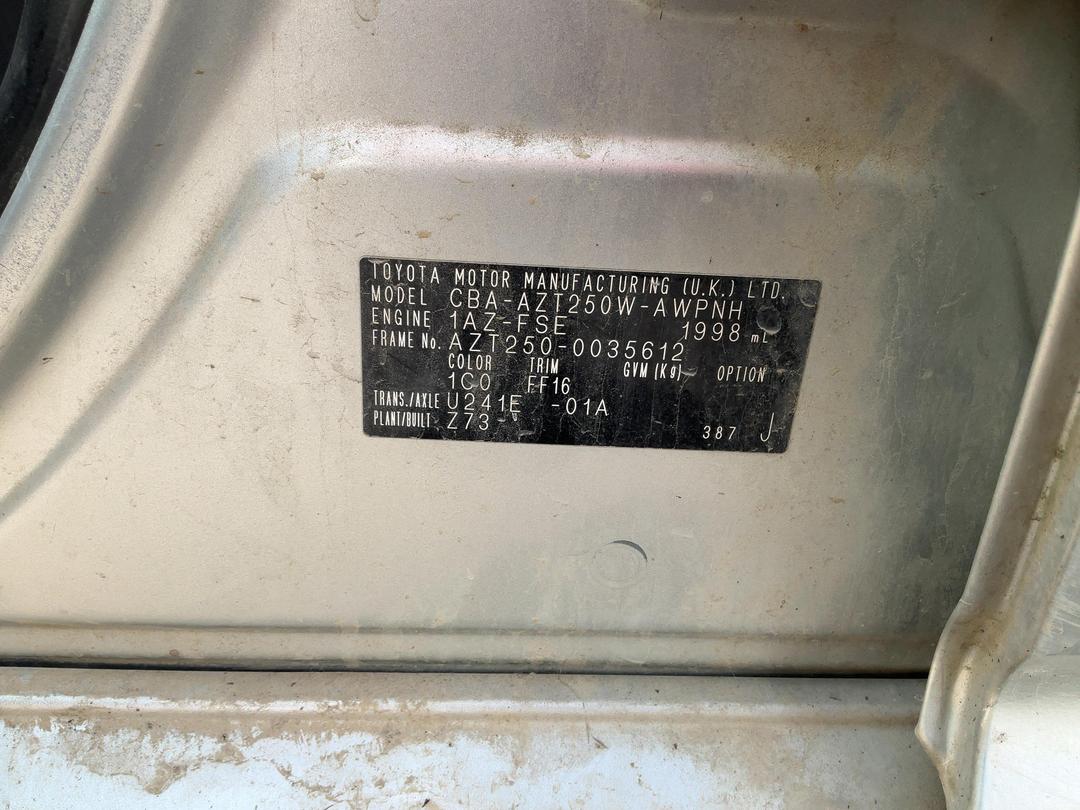 TOYOTA MOTOR MANUFACTURING (U.K.) LTD.
MODEL CBA-AZT250W-AWPNH
ENGINE 1AZ-FSE 1998 mL
FRAME No. AZT250-0035612
COLOR TRIM GVM (Kg) OPTION
1C0 FF16
TRANS./AXLE U241E -01A
PLANT/BUILT Z73-
387 J